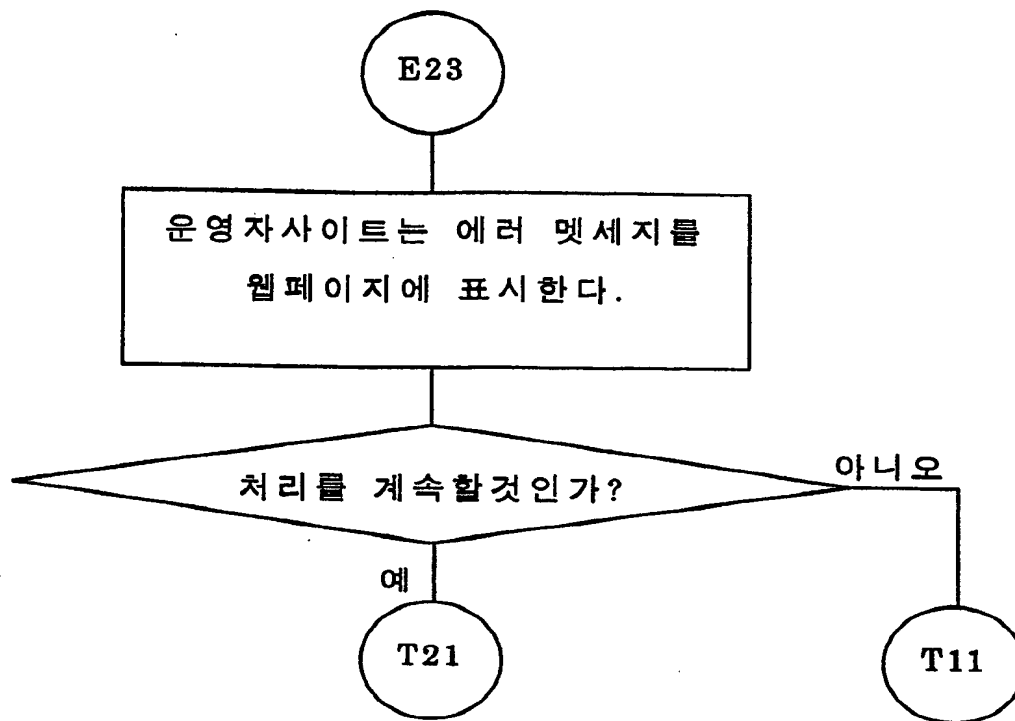 E23
운영자사이트는 에러 멧세지를
웹페이지에 표시한다.
처리를 계속할것인가?
아니오
예
T21
T11